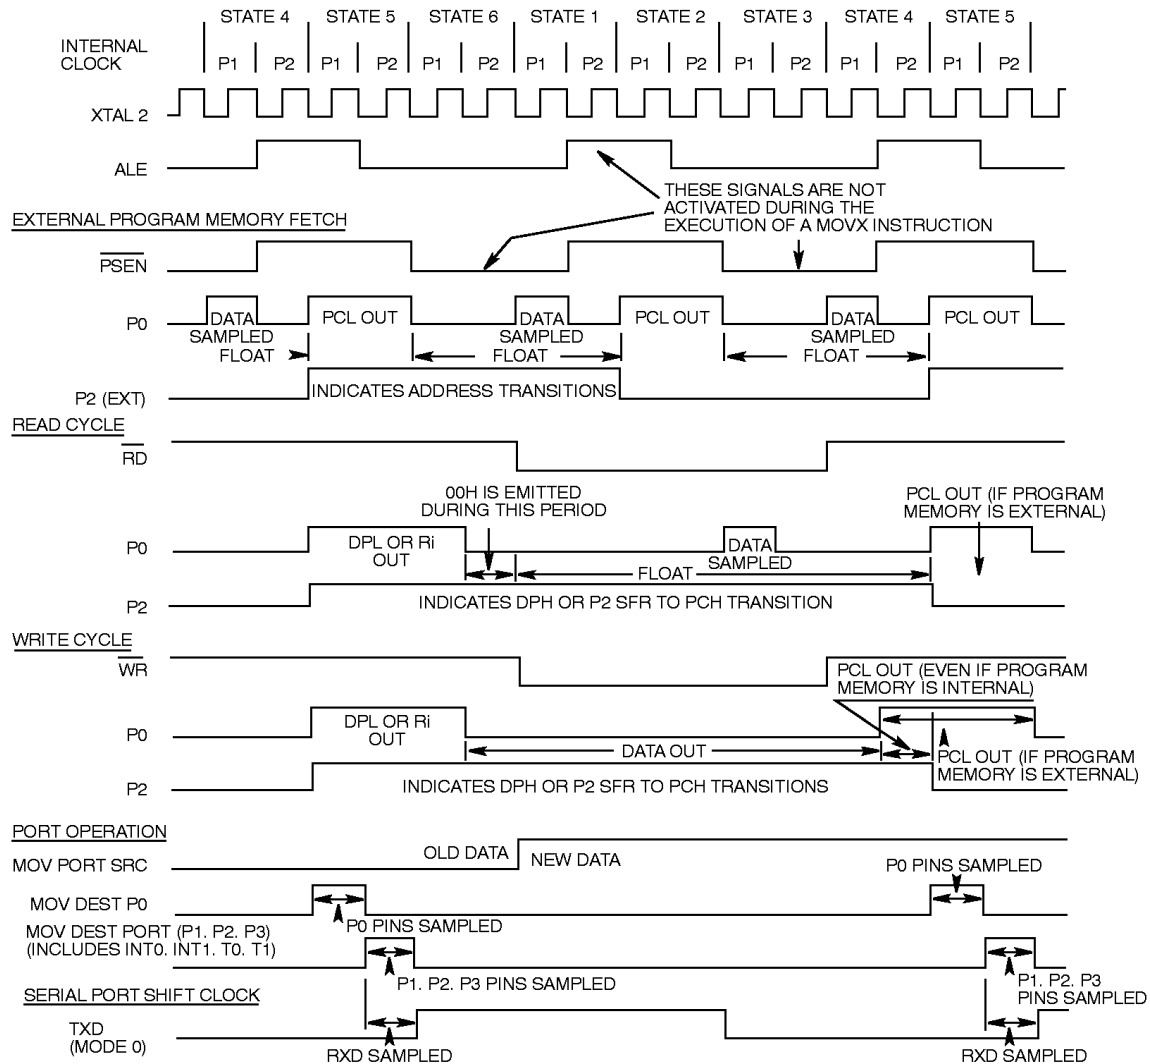 STATE 4 STATE 5 STATE 6 STATE 1 STATE 2 STATE 3 STATE 4 STATE 5
INTERNAL
CLOCK
P1 P2 P1 P2 P1 P2 P1 P2 P1 P2 P1 P2 P1 P2 P1 P2
XTAL 2
ALE
THESE SIGNALS ARE NOT
ACTIVATED DURING THE
EXECUTION OF A MOVX INSTRUCTION
EXTERNAL PROGRAM MEMORY FETCH
PSEN
P0
DATA PCL OUT DATA PCL OUT DATA PCL OUT
SAMPLED SAMPLED SAMPLED
FLOAT FLOAT FLOAT
P2 (EXT)
INDICATES ADDRESS TRANSITIONS
READ CYCLE
RD
00H IS EMITTED
DURING THIS PERIOD
PCL OUT (IF PROGRAM
MEMORY IS EXTERNAL)
P0
DPL OR Ri
OUT
DATA
SAMPLED
FLOAT
P2
INDICATES DPH OR P2 SFR TO PCH TRANSITION
WRITE CYCLE
WR
PCL OUT (EVEN IF PROGRAM
MEMORY IS INTERNAL)
P0
DPL OR Ri
OUT
DATA OUT
PCL OUT (IF PROGRAM
MEMORY IS EXTERNAL)
P2
INDICATES DPH OR P2 SFR TO PCH TRANSITIONS
PORT OPERATION
MOV PORT SRC
OLD DATA NEW DATA
P0 PINS SAMPLED
MOV DEST P0
P0 PINS SAMPLED
MOV DEST PORT (P1. P2. P3)
(INCLUDES INT0. INT1. T0. T1)
P1. P2. P3 PINS SAMPLED
P1. P2. P3
PINS SAMPLED
SERIAL PORT SHIFT CLOCK
TXD
(MODE 0)
RXD SAMPLED RXD SAMPLED